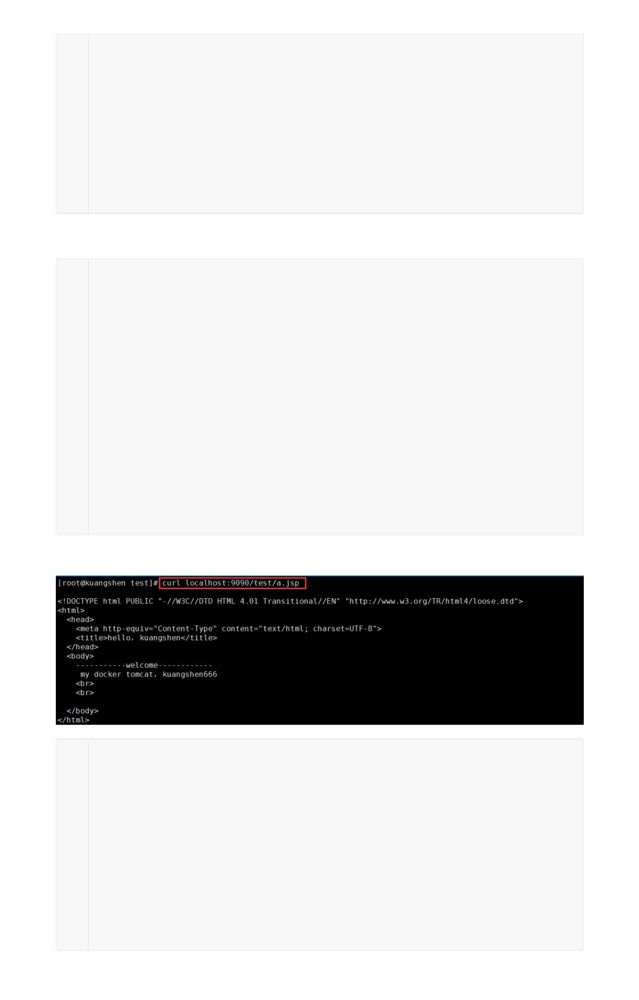 [root@kuangshen test]# curl localhost:9090/test/a.jsp
<!DOCTYPE html PUBLIC "-//W3C//DTD HTML 4.01 Transitional//EN" "http://www.w3.org/TR/html4/loose.dtd">
<html>
  <head>
    <meta http-equiv="Content-Type" content="text/html; charset=UTF-8">
    <title>hello，kuangshen</title>
  </head>
  <body>
    -----------welcome------------
     my docker tomcat，kuangshen666
    <br>
    <br>
  </body>
</html>